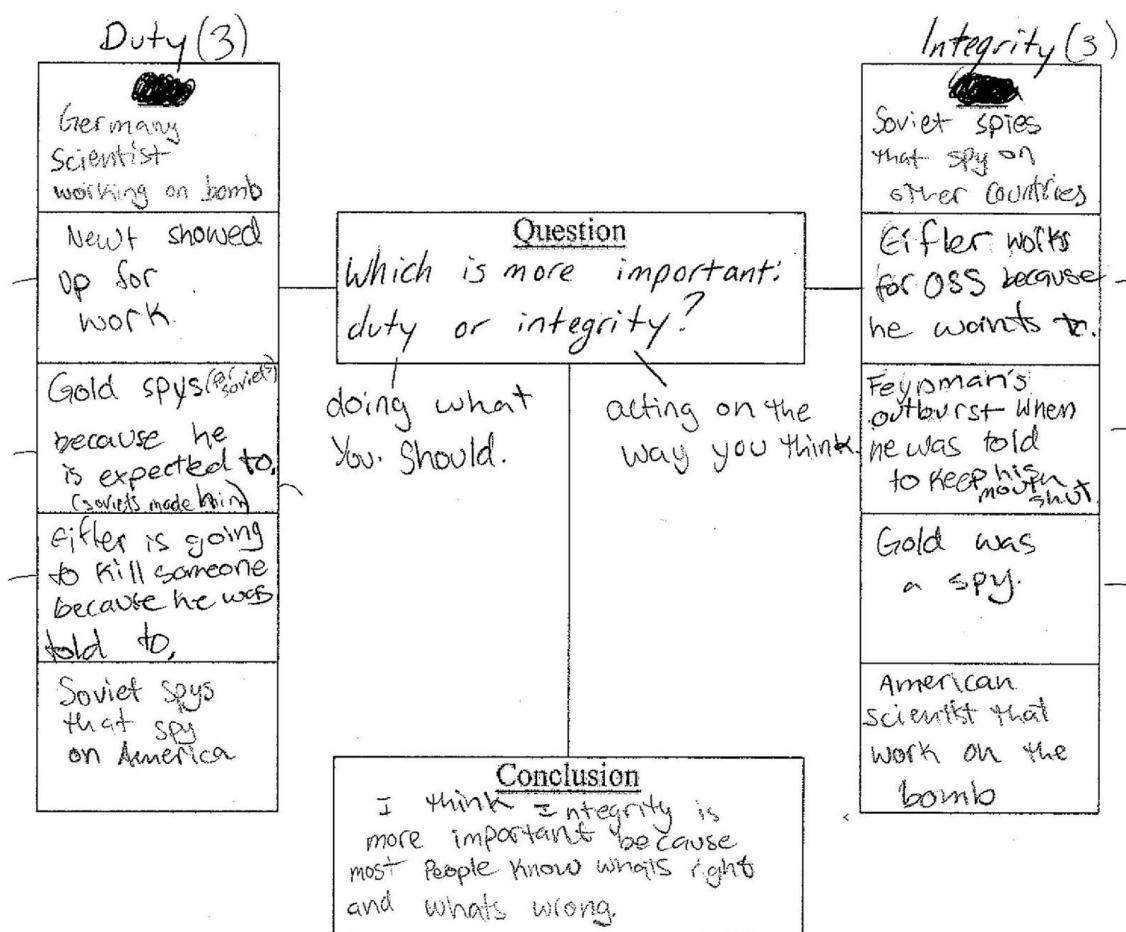 Duty (3)
Germany
Scientist
working on bomb
Newt showed
up for
work.
Gold spys (for soviets)
because he
is expected to.
(soviets made him)
Eifler is going
to kill someone
because he was
told to.
Soviet spys
that spy
on America
Question
Which is more important:
duty or integrity?
doing what
you should.
acting on the
way you think.
Conclusion
I think Integrity is
more important because
most People know whats right
and whats wrong.
Integrity (3)
Soviet spies
that spy on
other countries
Eifler works
for OSS because
he wants to.
Feynman's
outburst when
he was told
to keep his
mouth
shut.
Gold was
a spy.
American
scientist that
work on the
bomb